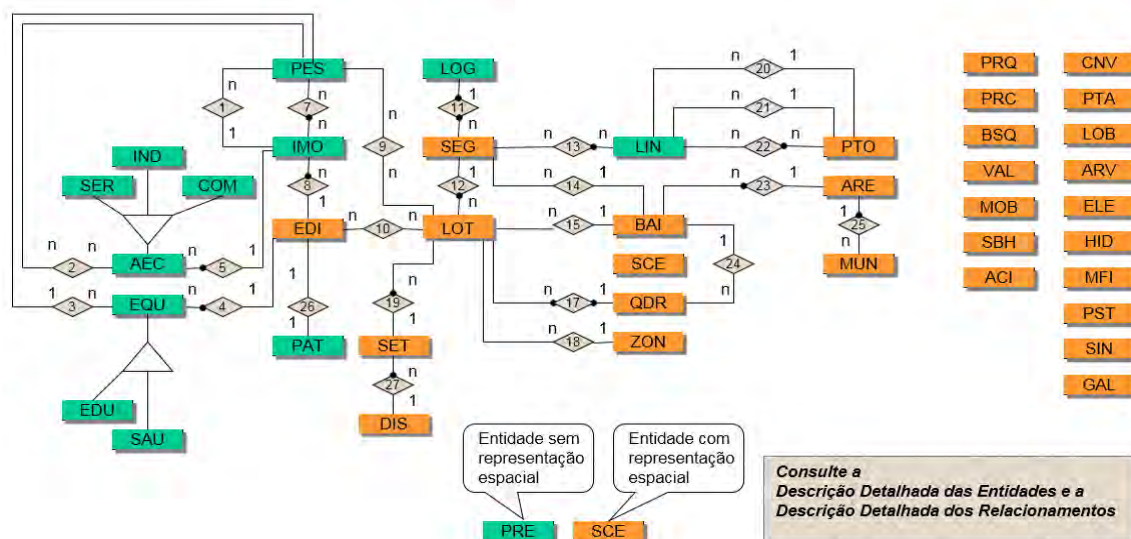 PES
LOG
PRQ
CNV
n
n
n
n
1
n
1
20
1
7
9
11
n
1
21
PRC
PTA
1
n
n
IMO
SEG
n
13
n
LIN
n
22
n
PTO
BSQ
LOB
IND
SER
COM
8
n
1
n
12
n
n
14
1
n
23
1
ARE
VAL
ARV
EDI
n
10
n
LOT
n
15
1
BAI
1
25
n
MUN
MOB
ELE
n
2
n
AEC
n
5
1
SCE
1
24
n
SBH
HID
1
3
n
EQU
n
4
1
1
26
1
n
19
1
n
17
1
QDR
ACI
MFI
PAT
SET
n
18
1
ZON
PST
n
27
1
SIN
EDU
DIS
GAL
SAU
Entidade sem
representação
espacial
Entidade com
representação
espacial
PRE
SCE
Consulte a
Descrição Detalhada das Entidades e a
Descrição Detalhada dos Relacionamentos